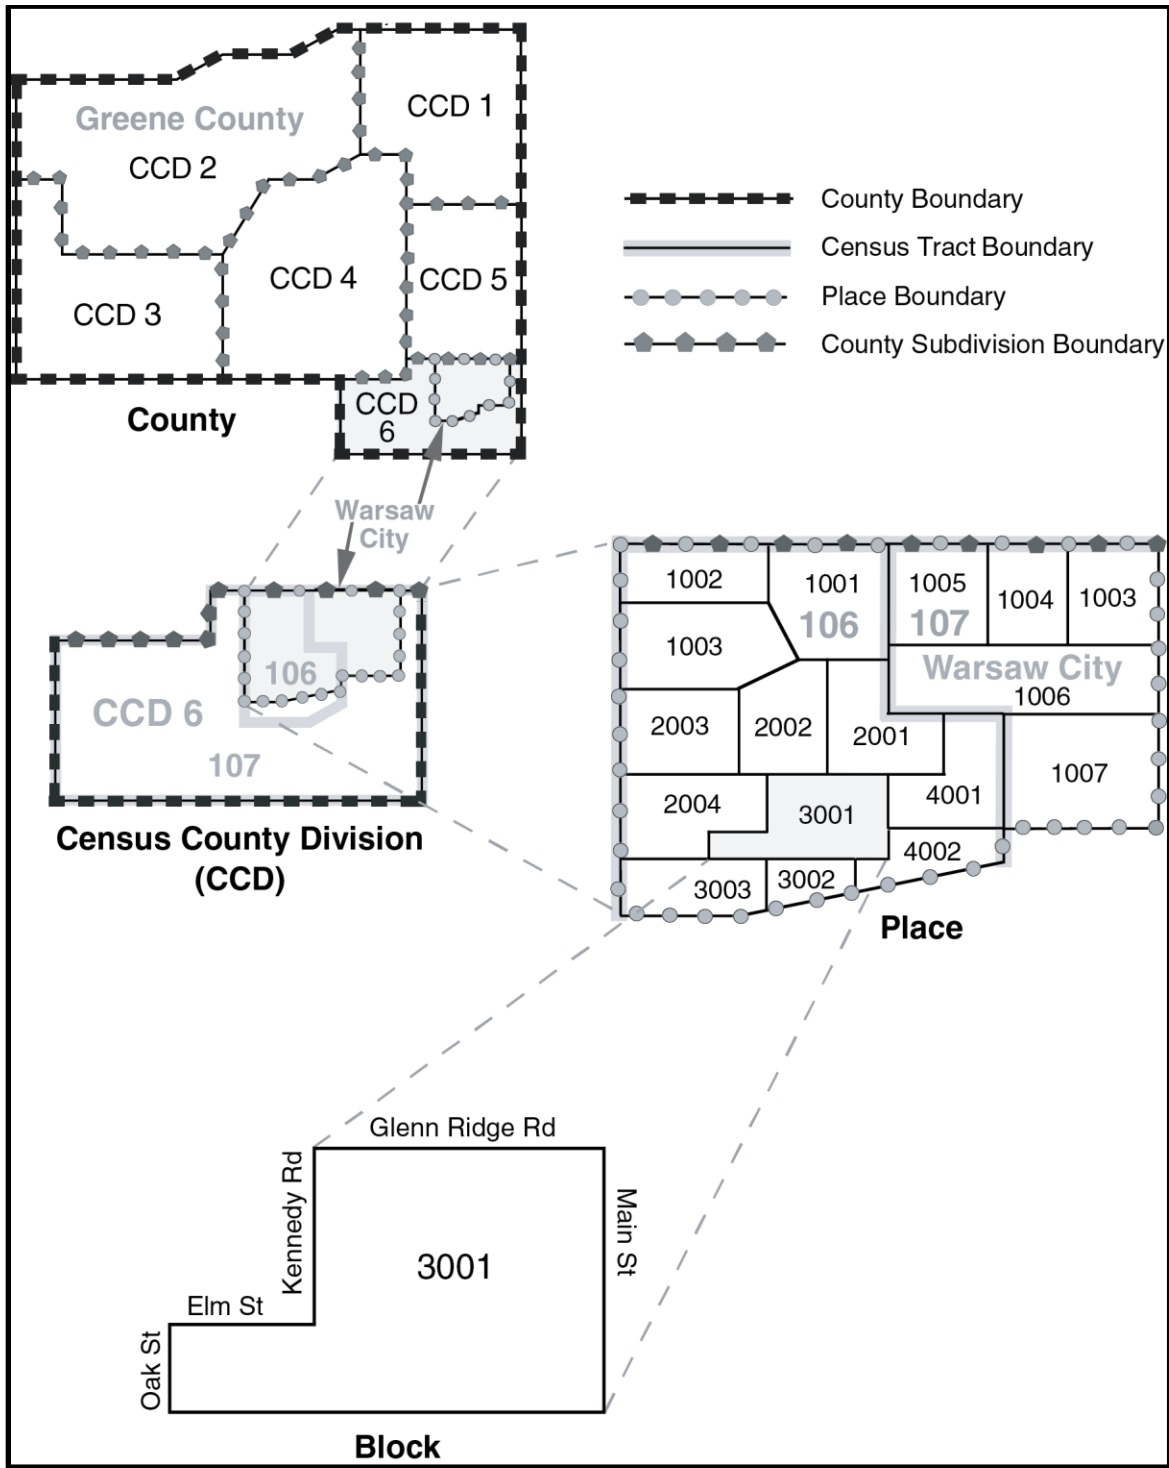 Greene County
CCD 1
CCD 2
CCD 3
CCD 4
CCD 5
CCD
6
County
County Boundary
Census Tract Boundary
Place Boundary
County Subdivision Boundary
Warsaw
City
106
CCD 6
107
Census County Division
(CCD)
1002
1001
1005
1004
1003
106
107
1003
Warsaw City
1006
2003
2002
2001
1007
2004
3001
4001
4002
3003
3002
Place
Glenn Ridge Rd
Kennedy Rd
Main St
3001
Elm St
Oak St
Block